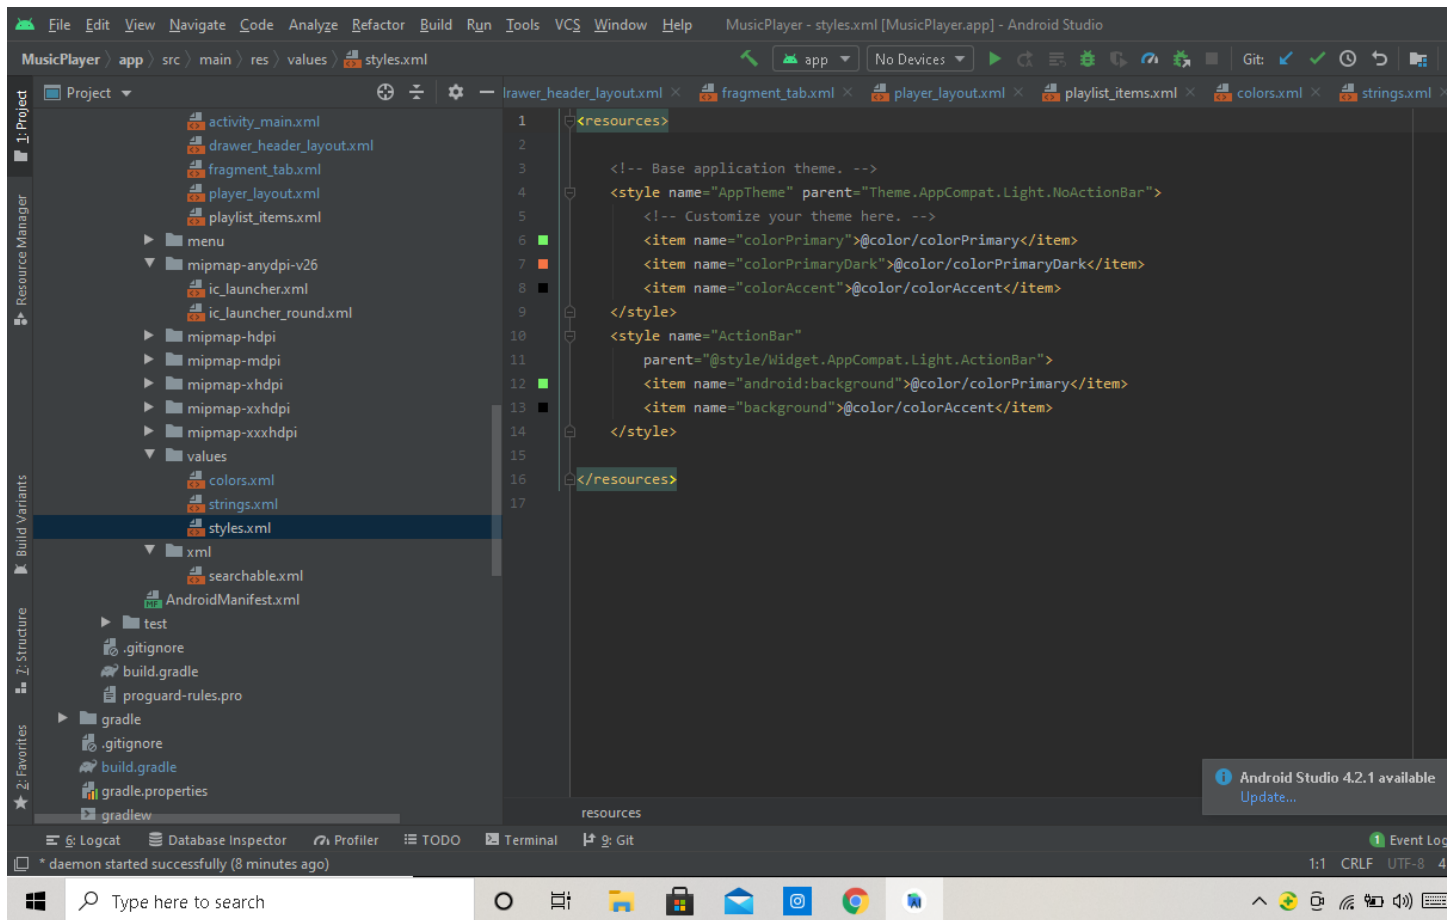 File Edit View Navigate Code Analyze Refactor Build Run Tools VCS Window Help MusicPlayer - styles.xml [MusicPlayer.app] - Android Studio
MusicPlayer app src main res values styles.xml app No Devices Git:
Project rawer_header_layout.xml fragment_tab.xml player_layout.xml playlist_items.xml colors.xml strings.xml
1: Project
Resource Manager
Build Variants
7: Structure
2: Favorites
activity_main.xml
drawer_header_layout.xml
fragment_tab.xml
player_layout.xml
playlist_items.xml
menu
mipmap-anydpi-v26
ic_launcher.xml
ic_launcher_round.xml
mipmap-hdpi
mipmap-mdpi
mipmap-xhdpi
mipmap-xxhdpi
mipmap-xxxhdpi
values
colors.xml
strings.xml
styles.xml
xml
searchable.xml
AndroidManifest.xml
test
.gitignore
build.gradle
proguard-rules.pro
gradle
.gitignore
build.gradle
gradle.properties
gradlew
1 <resources>
2
3 <!-- Base application theme. -->
4 <style name="AppTheme" parent="Theme.AppCompat.Light.NoActionBar">
5 <!-- Customize your theme here. -->
6 <item name="colorPrimary">@color/colorPrimary</item>
7 <item name="colorPrimaryDark">@color/colorPrimaryDark</item>
8 <item name="colorAccent">@color/colorAccent</item>
9 </style>
10 <style name="ActionBar"
11 parent="@style/Widget.AppCompat.Light.ActionBar">
12 <item name="android:background">@color/colorPrimary</item>
13 <item name="background">@color/colorAccent</item>
14 </style>
15
16 </resources>
17
Android Studio 4.2.1 available
Update...
resources
6: Logcat Database Inspector Profiler TODO Terminal 9: Git 1 Event Log
* daemon started successfully (8 minutes ago) 1:1 CRLF UTF-8 4
Type here to search